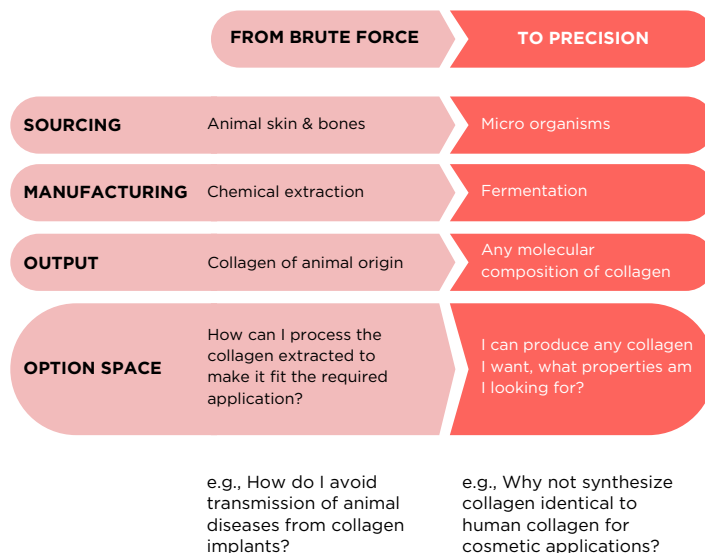 FROM BRUTE FORCE
TO PRECISION
SOURCING
Animal skin & bones
Micro organisms
MANUFACTURING
Chemical extraction
Fermentation
OUTPUT
Collagen of animal origin
Any molecular
composition of collagen
OPTION SPACE
How can I process the
collagen extracted to
make it fit the required
application?
I can produce any collagen
I want, what properties am
I looking for?
e.g., How do I avoid
transmission of animal
diseases from collagen
implants?
e.g., Why not synthesize
collagen identical to
human collagen for
cosmetic applications?